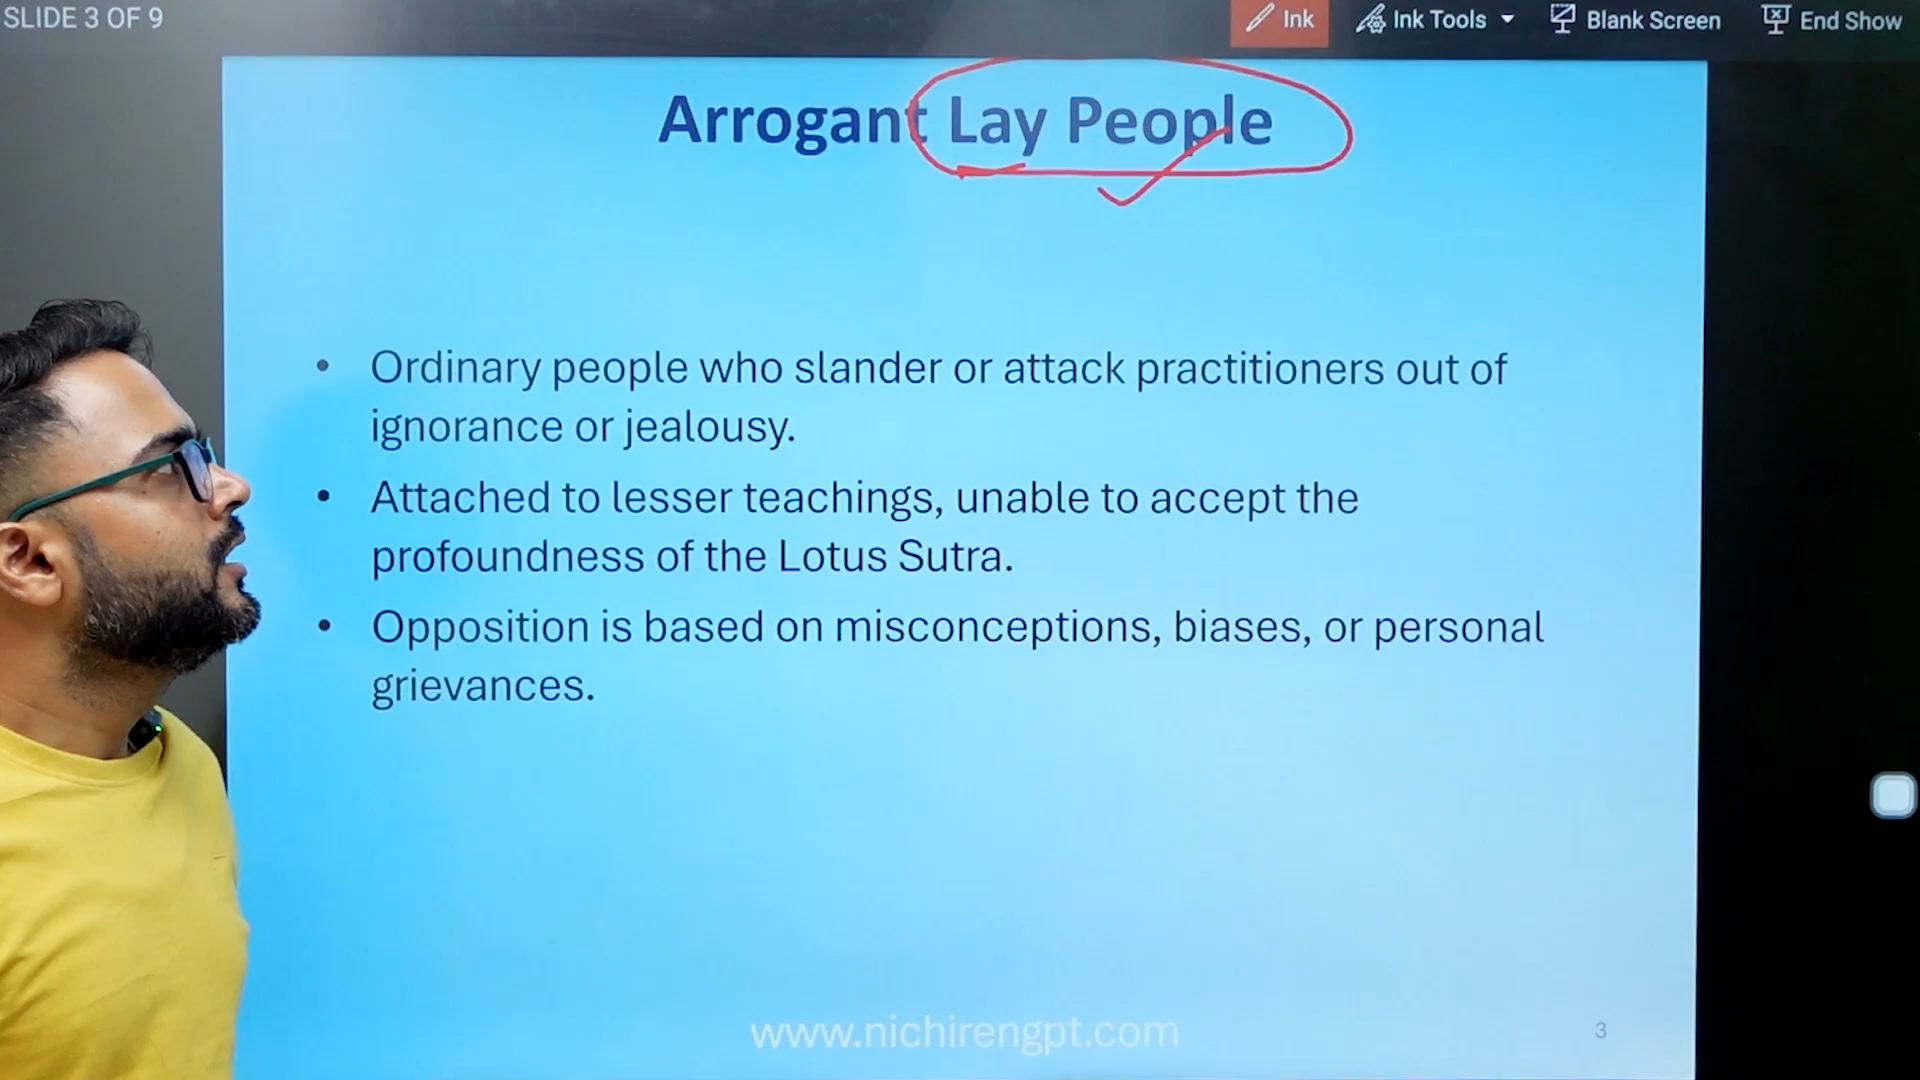 SLIDE 3 OF 9
Ink
Ink Tools
Blank Screen
End Show
Arrogant Lay People
• Ordinary people who slander or attack practitioners out of
ignorance or jealousy.
• Attached to lesser teachings, unable to accept the
profoundness of the Lotus Sutra.
• Opposition is based on misconceptions, biases, or personal
grievances.
www.nichirengpt.com
3